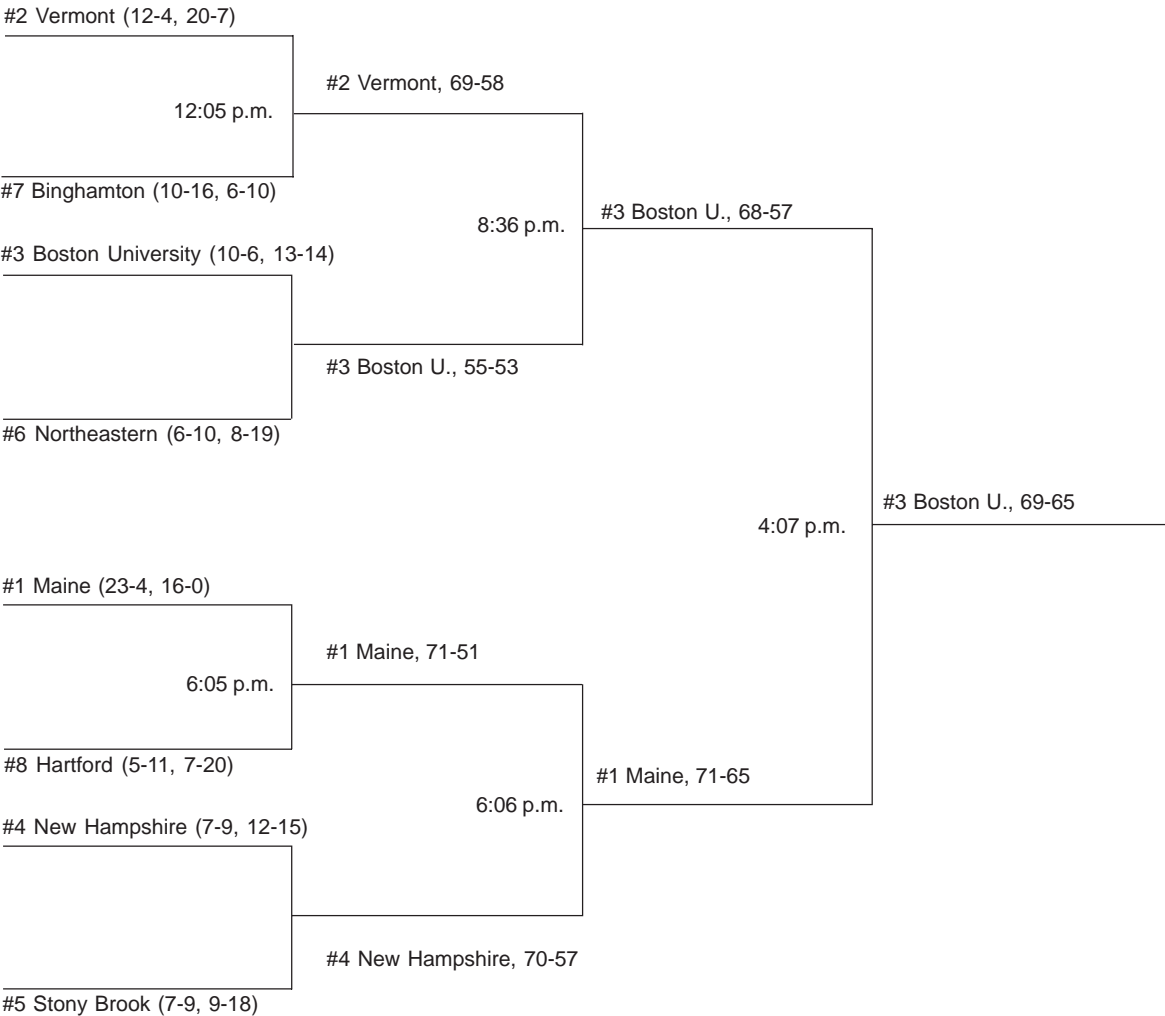 #2 Vermont (12-4, 20-7)
#2 Vermont, 69-58
12:05 p.m.
#7 Binghamton (10-16, 6-10)
8:36 p.m.
#3 Boston U., 68-57
#3 Boston University (10-6, 13-14)
#3 Boston U., 55-53
#6 Northeastern (6-10, 8-19)
#3 Boston U., 69-65
4:07 p.m.
#1 Maine (23-4, 16-0)
#1 Maine, 71-51
6:05 p.m.
#8 Hartford (5-11, 7-20)
#1 Maine, 71-65
6:06 p.m.
#4 New Hampshire (7-9, 12-15)
#4 New Hampshire, 70-57
#5 Stony Brook (7-9, 9-18)